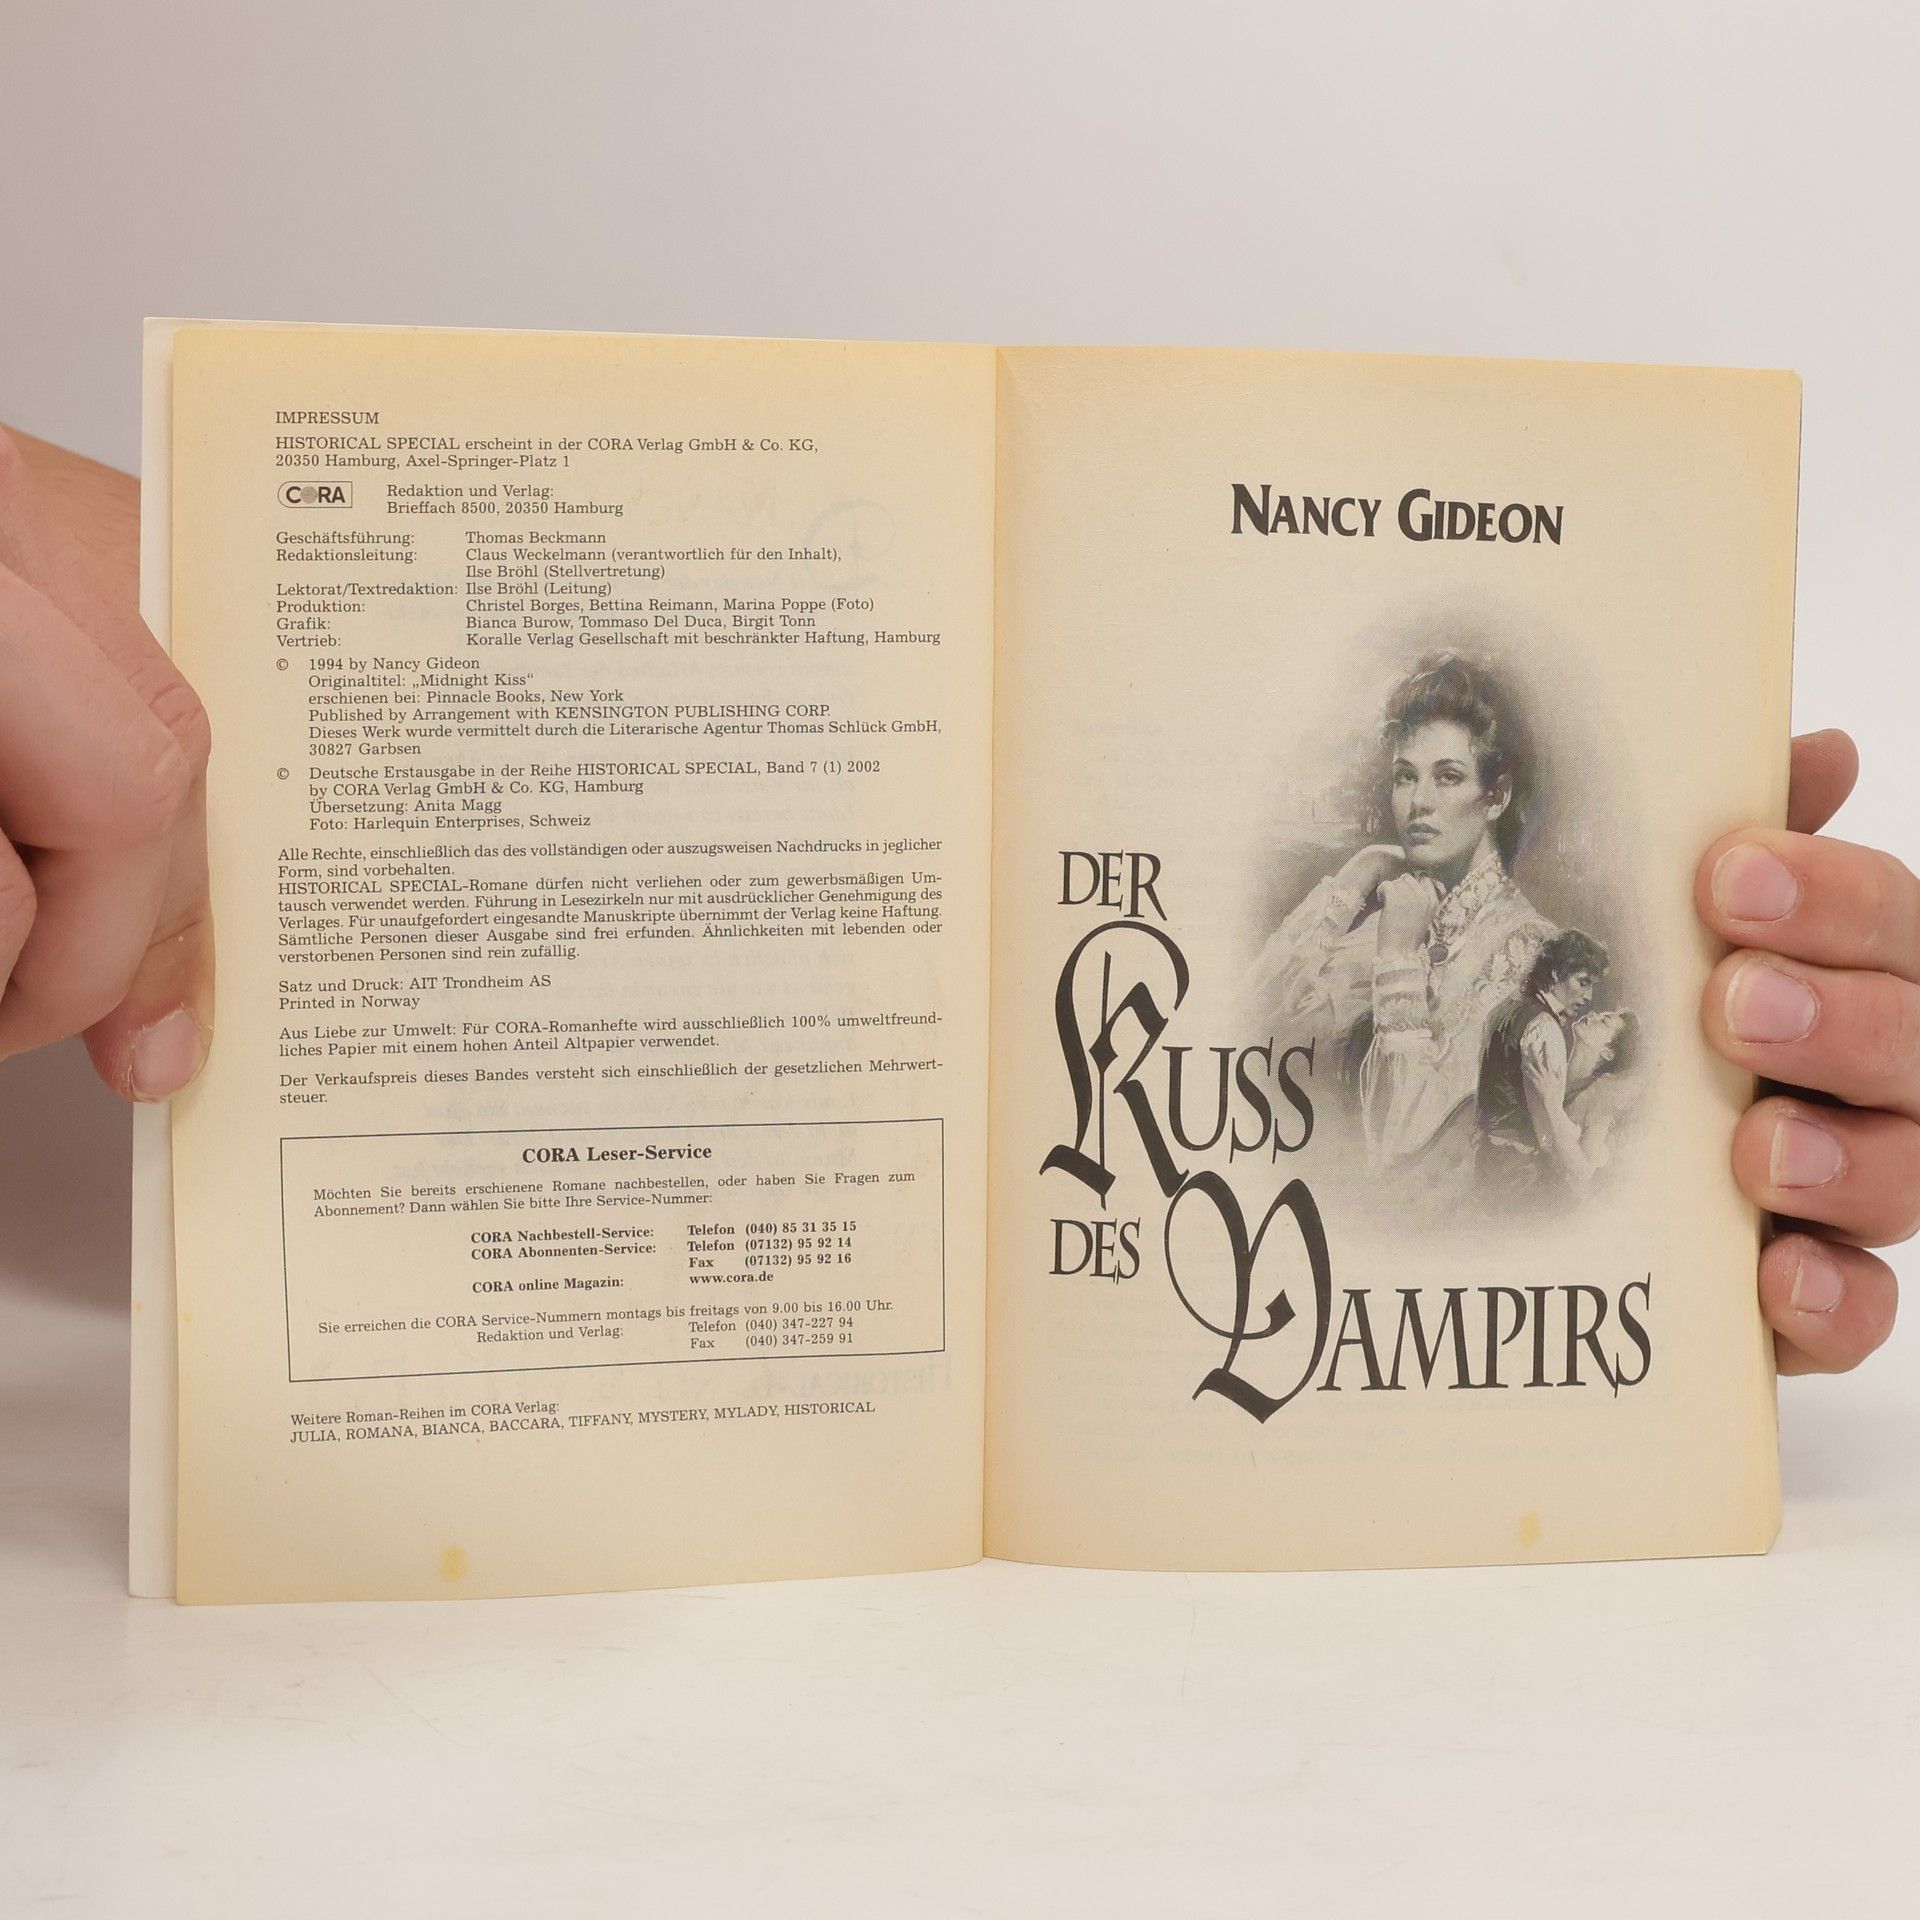 IMPRESSUM
HISTORICAL SPECIAL erscheint in der CORA Verlag GmbH & Co. KG,
20350 Hamburg, Axel-Springer-Platz 1
CORA
Redaktion und Verlag:
Brieffach 8500, 20350 Hamburg
Geschäftsführung: Thomas Beckmann
Redaktionsleitung: Claus Weckelmann (verantwortlich für den Inhalt),
Ilse Bröhl (Stellvertretung)
Lektorat/Textredaktion: Ilse Bröhl (Leitung)
Produktion: Christel Borges, Bettina Reimann, Marina Poppe (Foto)
Grafik: Bianca Burow, Tommaso Del Duca, Birgit Tonn
Vertrieb: Koralle Verlag Gesellschaft mit beschränkter Haftung, Hamburg
© 1994 by Nancy Gideon
Originaltitel: „Midnight Kiss“
erschienen bei: Pinnacle Books, New York
Published by Arrangement with KENSINGTON PUBLISHING CORP.
Dieses Werk wurde vermittelt durch die Literarische Agentur Thomas Schlück GmbH,
30827 Garbsen
© Deutsche Erstausgabe in der Reihe HISTORICAL SPECIAL, Band 7 (1) 2002
by CORA Verlag GmbH & Co. KG, Hamburg
Übersetzung: Anita Magg
Foto: Harlequin Enterprises, Schweiz
Alle Rechte, einschließlich das des vollständigen oder auszugsweisen Nachdrucks in jeglicher
Form, sind vorbehalten.
HISTORICAL SPECIAL-Romane dürfen nicht verliehen oder zum gewerbsmäßigen Um-
tausch verwendet werden. Führung in Lesezirkeln nur mit ausdrücklicher Genehmigung des
Verlages. Für unaufgefordert eingesandte Manuskripte übernimmt der Verlag keine Haftung.
Sämtliche Personen dieser Ausgabe sind frei erfunden. Ähnlichkeiten mit lebenden oder
verstorbenen Personen sind rein zufällig.
Satz und Druck: AIT Trondheim AS
Printed in Norway
Aus Liebe zur Umwelt: Für CORA-Romanhefte wird ausschließlich 100% umweltfreund-
liches Papier mit einem hohen Anteil Altpapier verwendet.
Der Verkaufspreis dieses Bandes versteht sich einschließlich der gesetzlichen Mehrwert-
steuer.
CORA Leser-Service
Möchten Sie bereits erschienene Romane nachbestellen, oder haben Sie Fragen zum
Abonnement? Dann wählen Sie bitte Ihre Service-Nummer:
CORA Nachbestell-Service: Telefon (040) 85 31 35 15
CORA Abonnenten-Service: Telefon (07132) 95 92 14
Fax (07132) 95 92 16
CORA online Magazin: www.cora.de
Sie erreichen die CORA Service-Nummern montags bis freitags von 9.00 bis 16.00 Uhr.
Redaktion und Verlag: Telefon (040) 347-227 94
Fax (040) 347-259 91
Weitere Roman-Reihen im CORA Verlag:
JULIA, ROMANA, BIANCA, BACCARA, TIFFANY, MYSTERY, MYLADY, HISTORICAL
NANCY GIDEON
DER
KUSS
DES
VAMPIRS